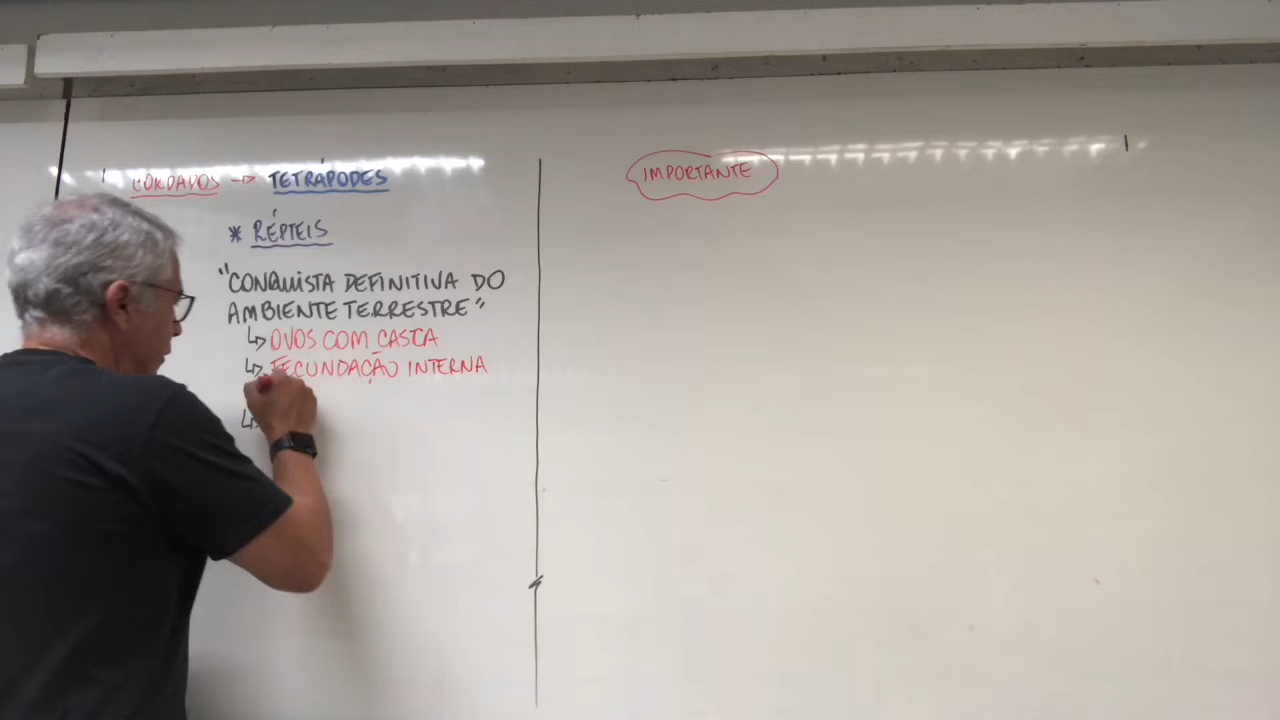 CORDADOS → TETRÁPODES
* RÉPTEIS
"CONQUISTA DEFINITIVA DO
AMBIENTE TERRESTRE"
↳ OVOS COM CASCA
↳ FECUNDAÇÃO INTERNA
↳
IMPORTANTE